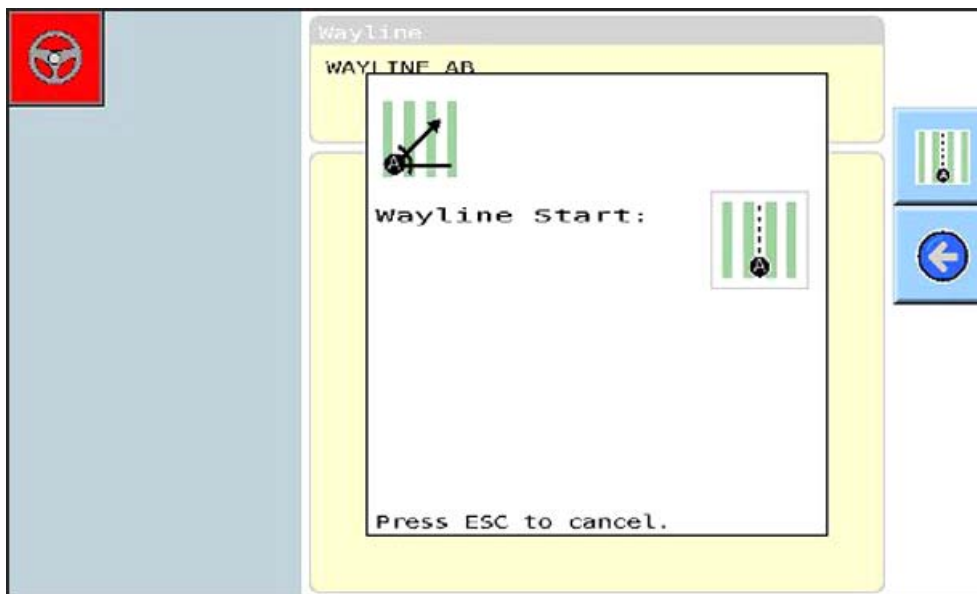 Wayline
WAYLINE AB
A
Wayline Start:
A
A
Press ESC to cancel.